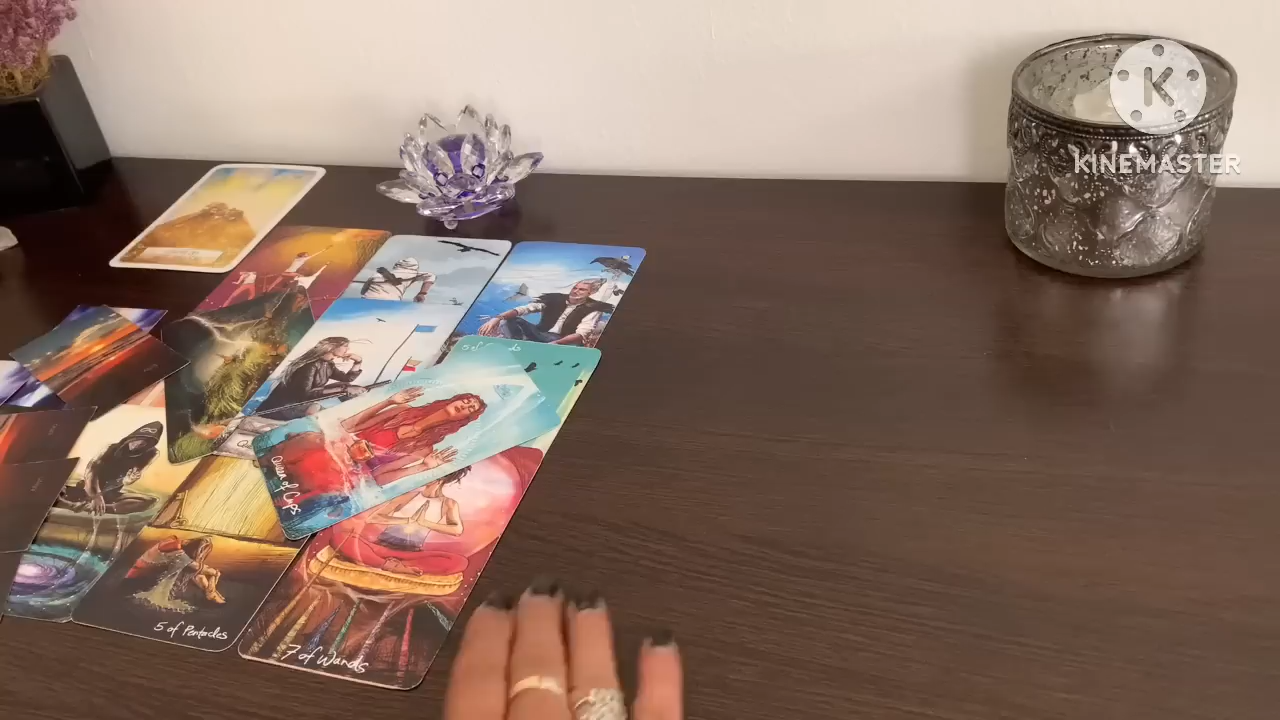 K
KINEMASTER
Queen of Cups
5 of Pentacles
7 of Wands